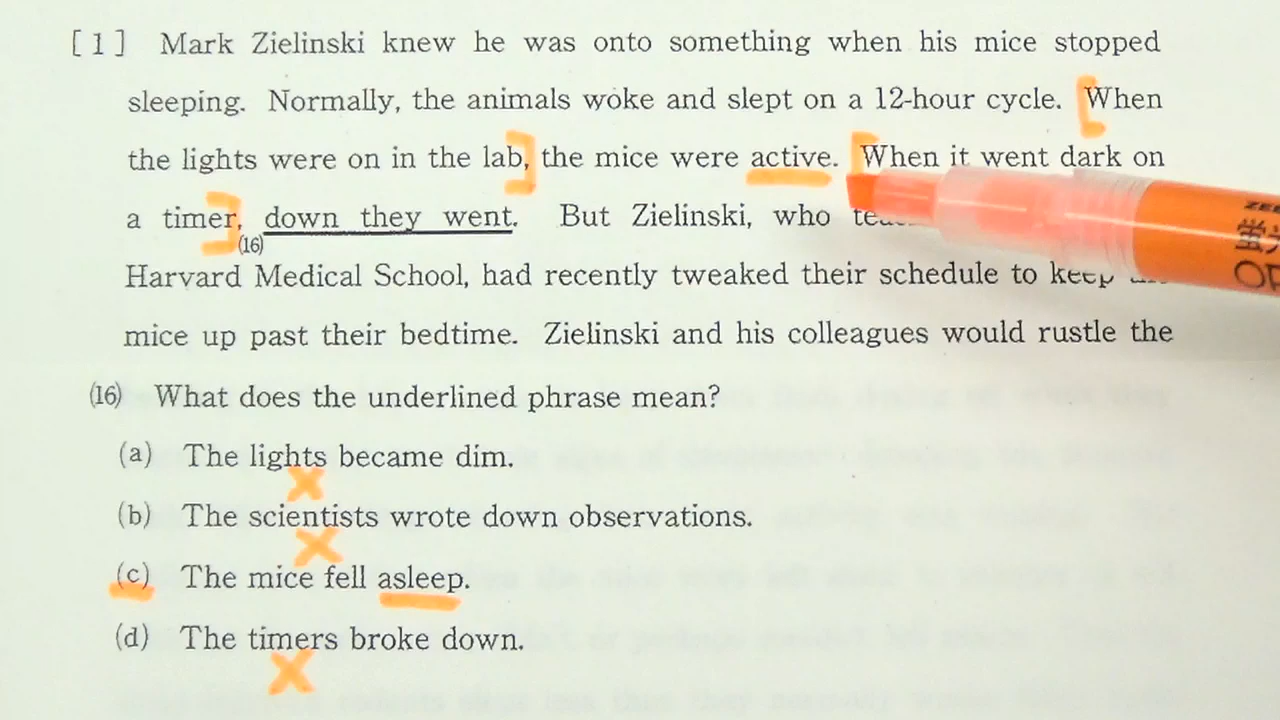 [1] Mark Zielinski knew he was onto something when his mice stopped
sleeping. Normally, the animals woke and slept on a 12-hour cycle. When
the lights were on in the lab, the mice were active. When it went dark on
a timer, down they went. But Zielinski, who
(16)
Harvard Medical School, had recently tweaked their schedule to keep
mice up past their bedtime. Zielinski and his colleagues would rustle the
(16) What does the underlined phrase mean?
(a) The lights became dim.
(b) The scientists wrote down observations.
(c) The mice fell asleep.
(d) The timers broke down.